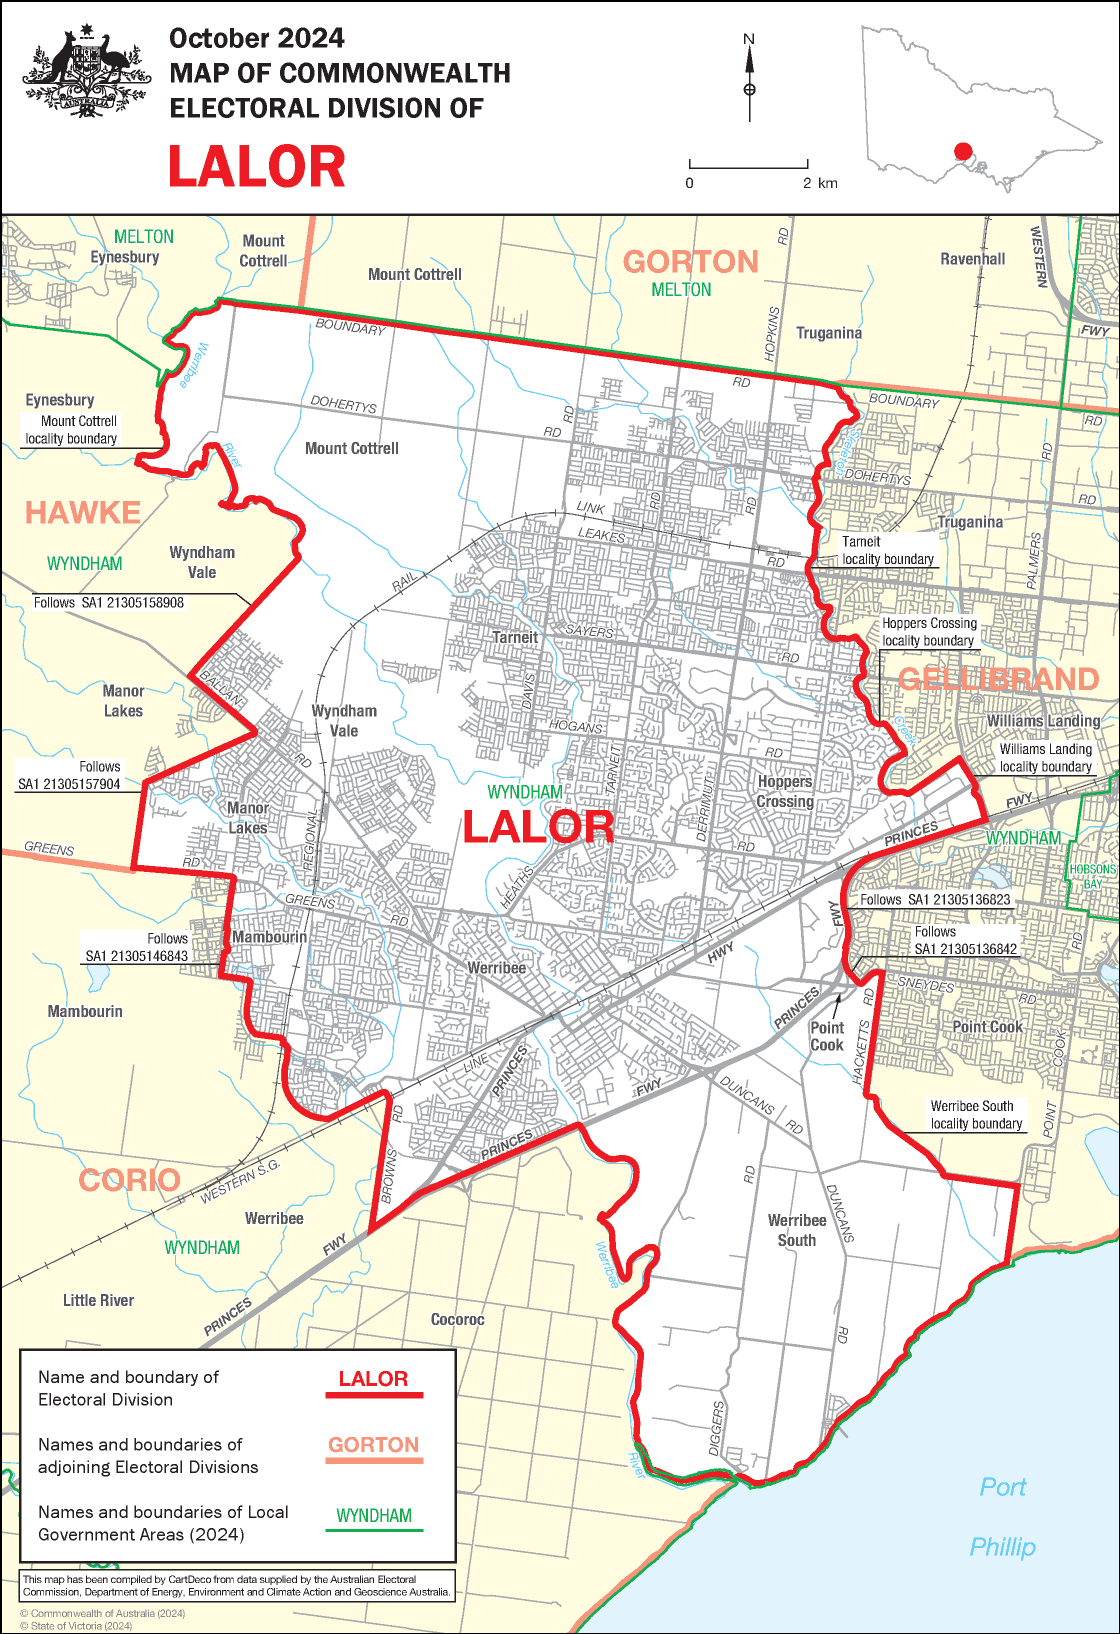 October 2024
MAP OF COMMONWEALTH
ELECTORAL DIVISION OF
LALOR
AUSTRALIA
N
0 2 km
MELTON
Eynesbury
Mount
Cottrell
Mount Cottrell
GORTON
MELTON
RD
HOPKINS
Truganina
Ravenhall
WESTERN
FWY
BOUNDARY
RD
BOUNDARY
RD
Werribee
River
Eynesbury
Mount Cottrell
locality boundary
DOHERTYS
RD
RD
Mount Cottrell
Skeleton
DOHERTYS
RD
RD
HAWKE
WYNDHAM
Wyndham
Vale
LINK
LEAKES
RD
RD
RD
RAIL
Truganina
PALMERS
Tarneit
locality boundary
Follows SA1 21305158908
Hoppers Crossing
locality boundary
Tarneit
SAYERS
RD
GELLIBRAND
BALLAN
RD
Manor
Lakes
Wyndham
Vale
DAVIS
HOGANS
RD
TARNEIT
Creek
Williams Landing
Williams Landing
locality boundary
Follows
SA1 21305157904
WYNDHAM
LALOR
Hoppers
Crossing
DERRIMUT
RD
Manor
Lakes
REGIONAL
FWY
PRINCES
WYNDHAM
HOBSONS
BAY
GREENS
RD
HEATHS
GREENS
RD
Follows SA1 21305136823
FWY
Follows
SA1 21305136842
RD
Follows
SA1 21305146843
Mambourin
Werribee
HWY
PRINCES
SNEYDES
RD
RD
Mambourin
Point
Cook
HACKETTS
Point Cook
COOK
POINT
LINE
PRINCES
FWY
DUNCANS
RD
Werribee South
locality boundary
RD
BROWNS
PRINCES
CORIO
WESTERN S.G.
Werribee
WYNDHAM
FWY
PRINCES
Little River
Cocoroc
RD
DUNCANS
Werribee
South
RD
DIGGERS
Werribee
River
Port
Phillip
Name and boundary of
Electoral Division
LALOR
Names and boundaries of
adjoining Electoral Divisions
GORTON
Names and boundaries of Local
Government Areas (2024)
WYNDHAM
This map has been compiled by CartDeco from data supplied by the Australian Electoral
Commission, Department of Energy, Environment and Climate Action and Geoscience Australia.
© Commonwealth of Australia (2024)
© State of Victoria (2024)